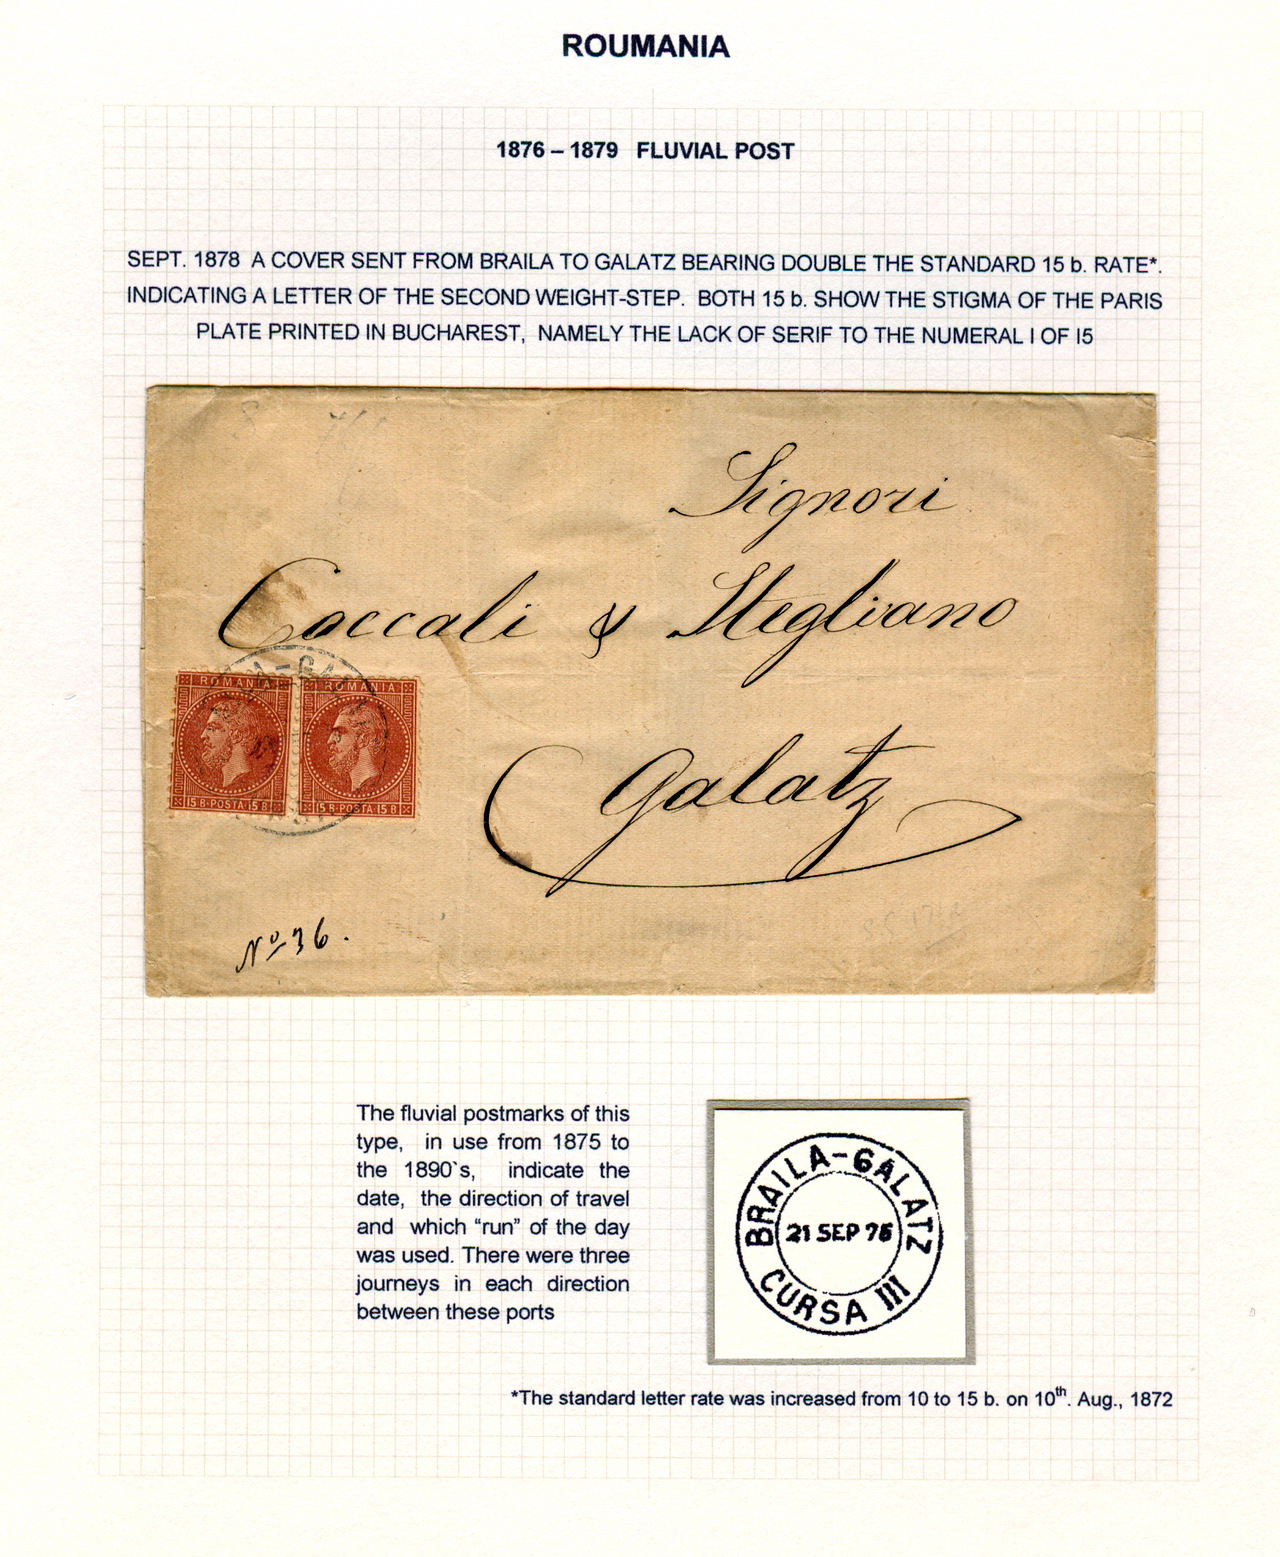 ROUMANIA
1876 – 1879 FLUVIAL POST
SEPT. 1878 A COVER SENT FROM BRAILA TO GALATZ BEARING DOUBLE THE STANDARD 15 b. RATE*.
INDICATING A LETTER OF THE SECOND WEIGHT-STEP. BOTH 15 b. SHOW THE STIGMA OF THE PARIS
PLATE PRINTED IN BUCHAREST, NAMELY THE LACK OF SERIF TO THE NUMERAL I OF I5
Signori
Coccali & Stegliano
Galatz
ROMANIA
15 B·POSTA 15 B
ROMANIA
15 B·POSTA 15 B
No 36.
The fluvial postmarks of this
type, in use from 1875 to
the 1890`s, indicate the
date, the direction of travel
and which “run” of the day
was used. There were three
journeys in each direction
between these ports
BRAILA-GALATZ
21 SEP 76
CURSA III
*The standard letter rate was increased from 10 to 15 b. on 10th. Aug., 1872